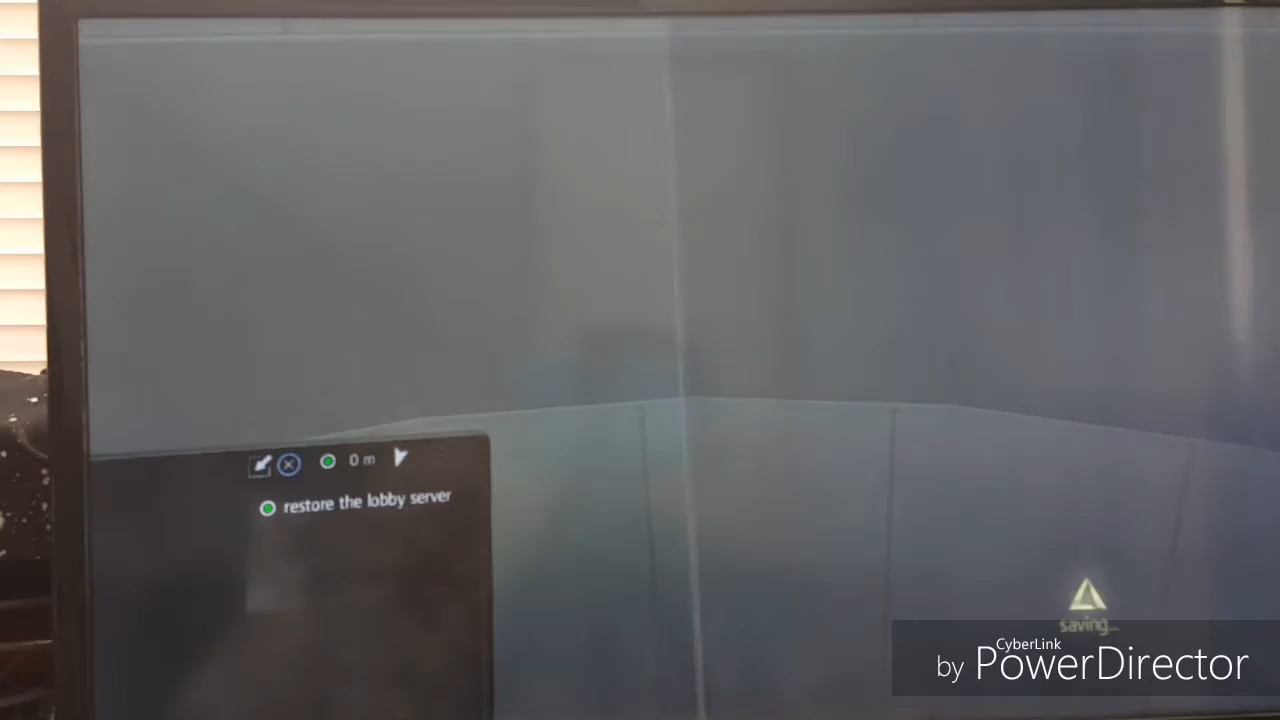 0 m
restore the lobby server
saving...
CyberLink
by PowerDirector